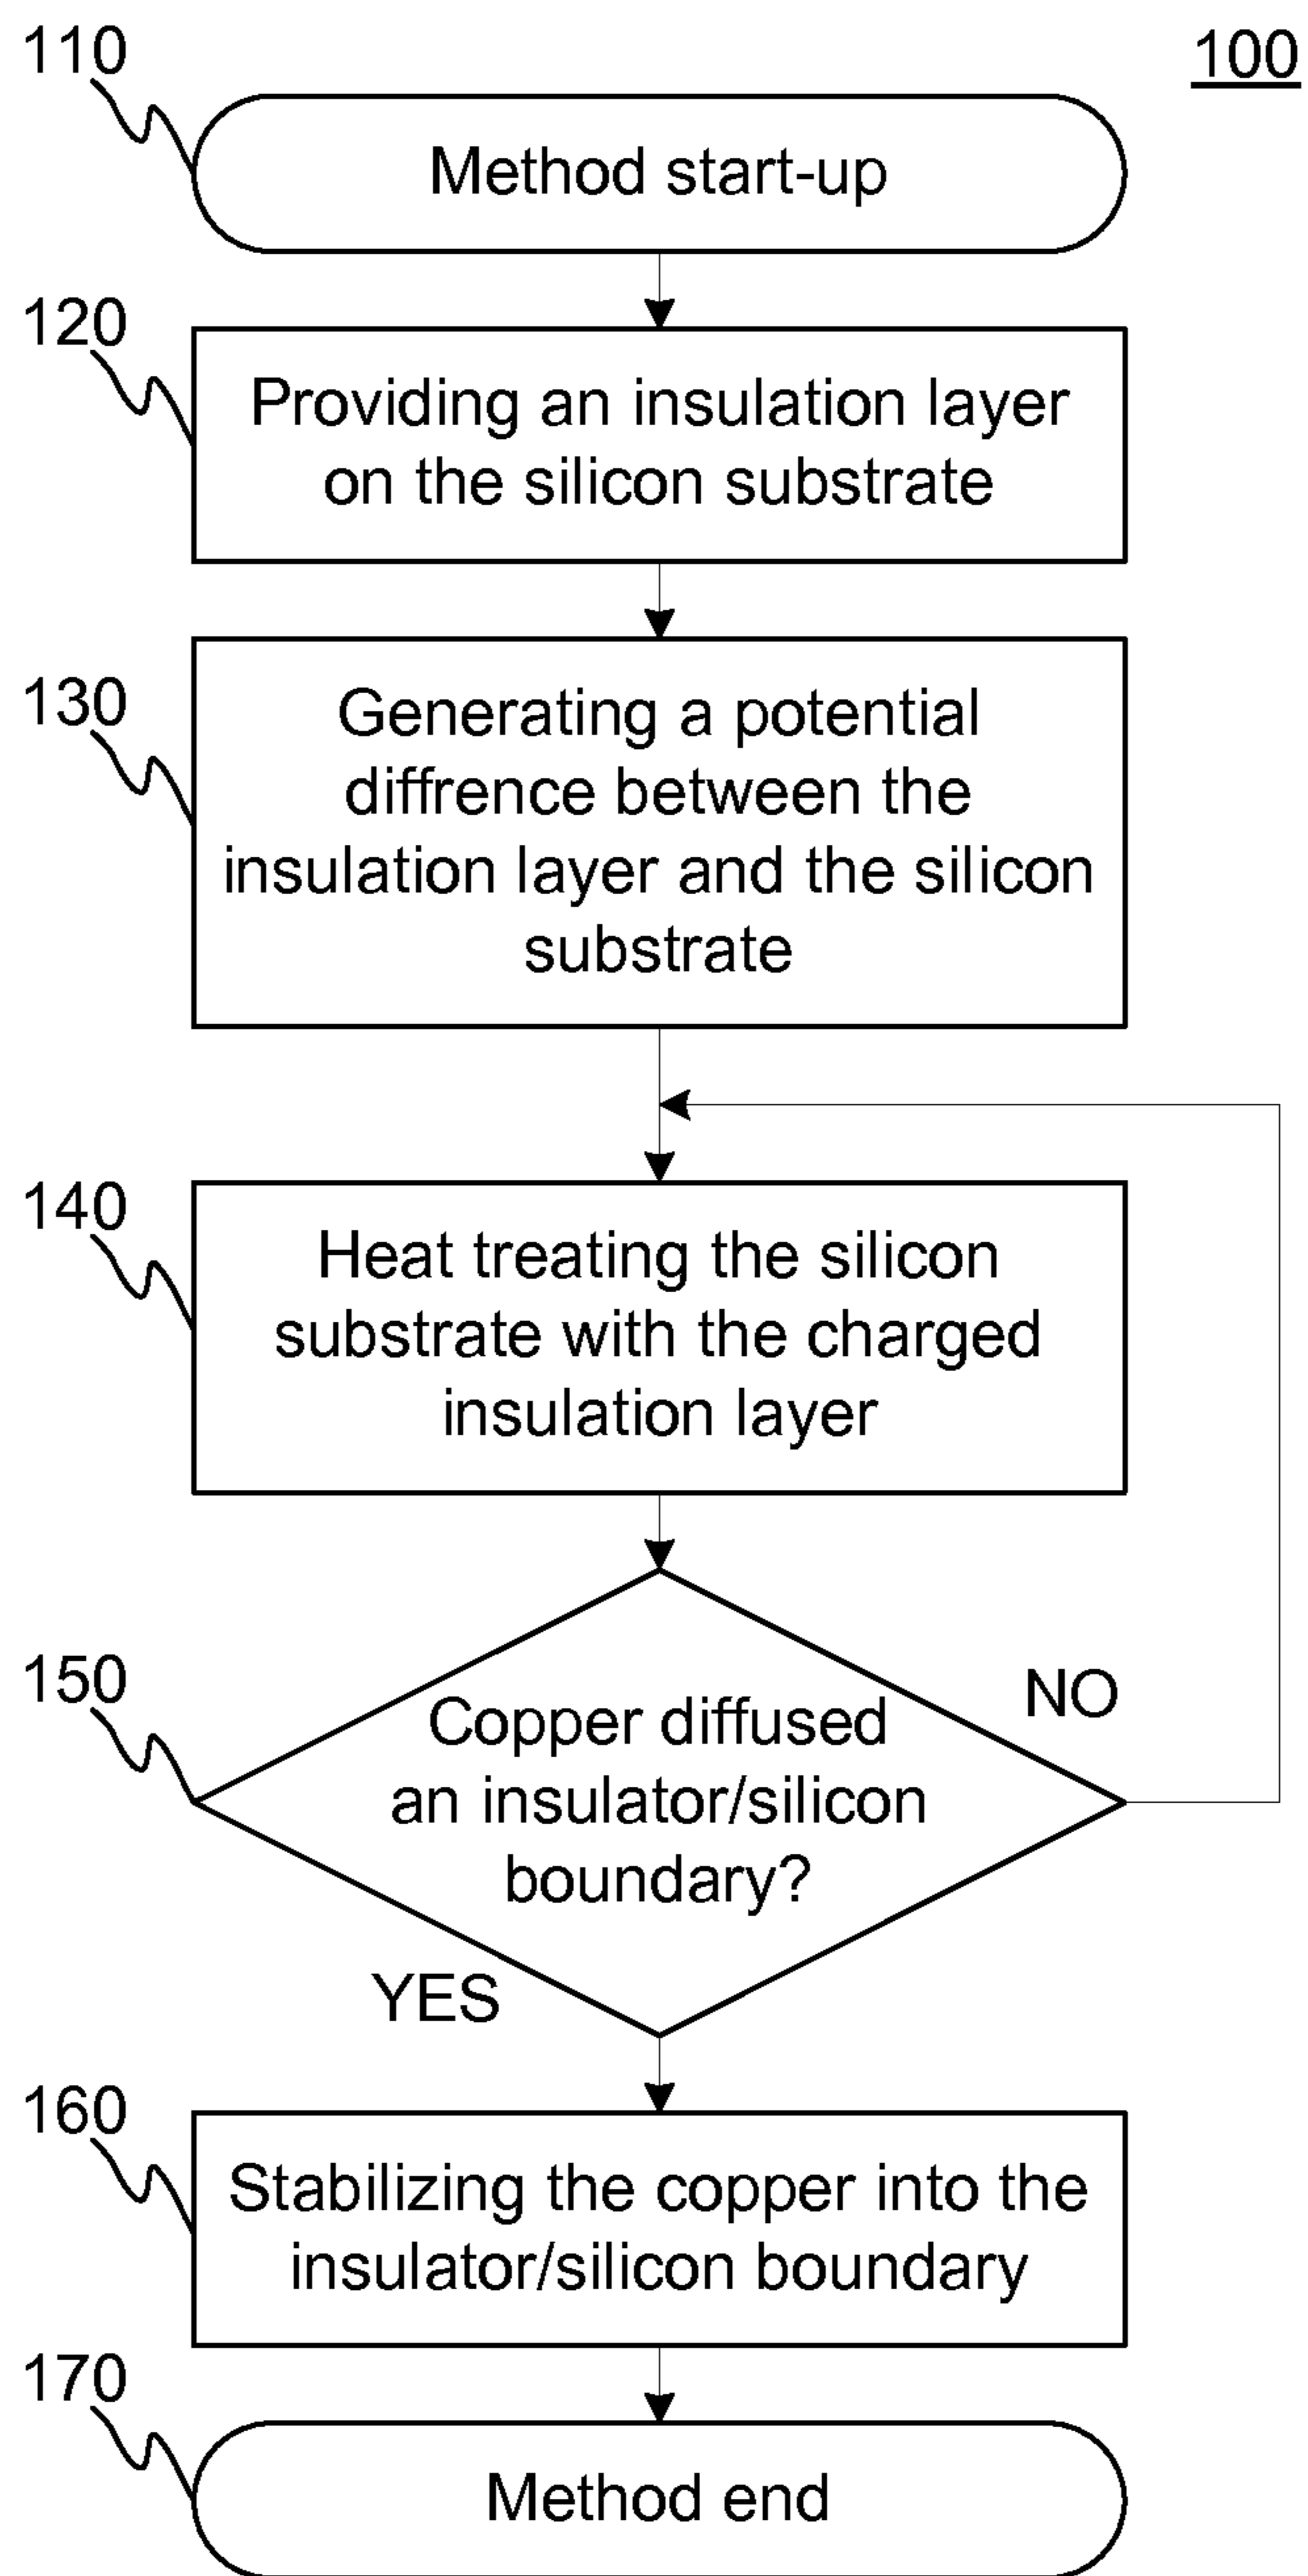 110
100
Method start-up
120
Providing an insulation layer
on the silicon substrate
130
Generating a potential
diffrence between the
insulation layer and the silicon
substrate
140
Heat treating the silicon
substrate with the charged
insulation layer
150
NO
Copper diffused
an insulator/silicon
boundary?
YES
160
Stabilizing the copper into the
insulator/silicon boundary
170
Method end